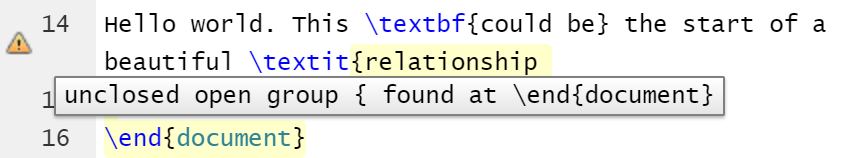 14 Hello world. This \textbf{could be} the start of a
beautiful \textit{relationship
unclosed open group { found at \end{document}
16 \end{document}